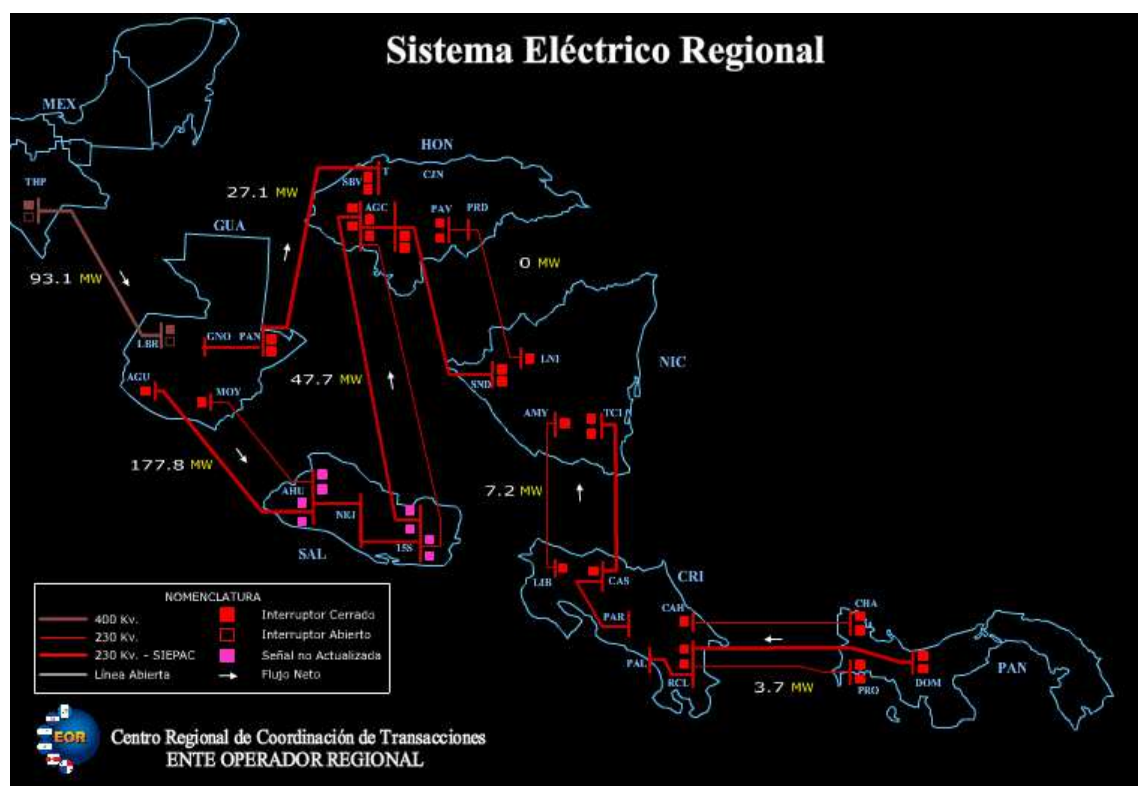 Sistema Eléctrico Regional
MEX
HON
THP
SBV
T
CJN
27.1 MW
AGC
PAV
PRD
GUA
0 MW
93.1 MW
LBR
GNO
PAN
LNI
NIC
47.7 MW
SND
AGU
MOY
AMY
TCI
177.8 MW
7.2 MW
AHU
NRJ
15S
SAL
LIB
CAS
CRI
PAR
CAH
CHA
PAL
RCL
PRO
DOM
PAN
3.7 MW
NOMENCLATURA
400 Kv.
Interruptor Cerrado
230 Kv.
Interruptor Abierto
230 Kv. - SIEPAC
Señal no Actualizada
Línea Abierta
Flujo Neto
EOR
Centro Regional de Coordinación de Transacciones
ENTE OPERADOR REGIONAL